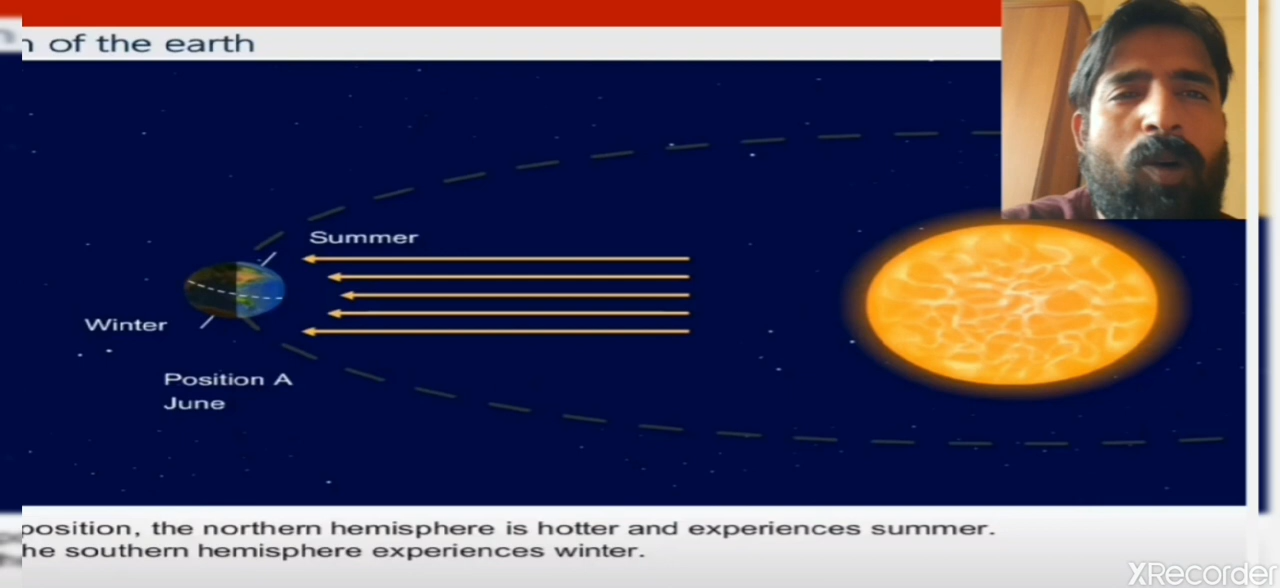 of the earth
Summer
Winter
Position A
June
position, the northern hemisphere is hotter and experiences summer.
southern hemisphere experiences winter.
XRecorder